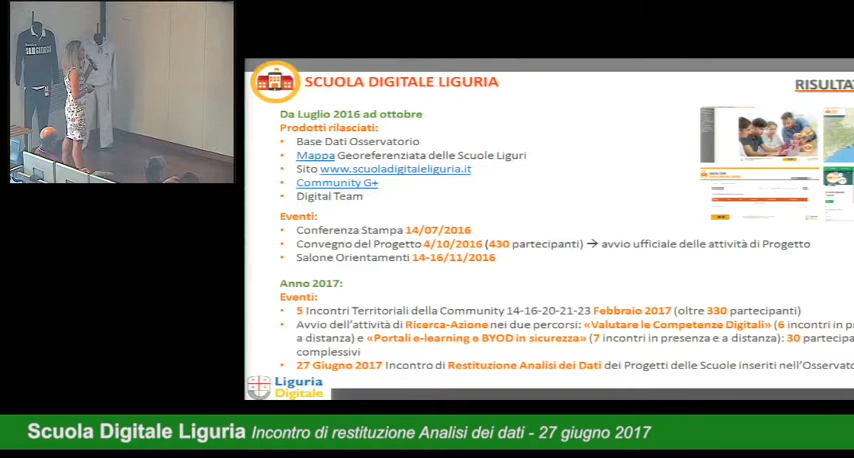 SCUOLA DIGITALE LIGURIA
RISULTAT
Da Luglio 2016 ad ottobre
Prodotti rilasciati:
• Base Dati Osservatorio
• Mappa Georeferenziata delle Scuole Liguri
• Sito www.scuoladigitaleliguria.it
• Community G+
• Digital Team
Eventi:
• Conferenza Stampa 14/07/2016
• Convegno del Progetto 4/10/2016 (430 partecipanti) → avvio ufficiale delle attività di Progetto
• Salone Orientamenti 14-16/11/2016
Anno 2017:
Eventi:
• 5 Incontri Territoriali della Community 14-16-20-21-23 Febbraio 2017 (oltre 330 partecipanti)
• Avvio dell'attività di Ricerca-Azione nei due percorsi: «Valutare le Competenze Digitali» (6 incontri in pr
a distanza) e «Portali e-learning e BYOD in sicurezza» (7 incontri in presenza e a distanza): 30 partecipa
complessivi
• 27 Giugno 2017 Incontro di Restituzione Analisi dei Dati dei Progetti delle Scuole inseriti nell'Osservato
Liguria
Digitale
Scuola Digitale Liguria Incontro di restituzione Analisi dei dati - 27 giugno 2017